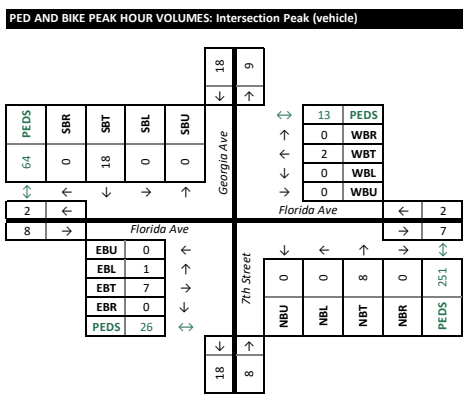 PED AND BIKE PEAK HOUR VOLUMES: Intersection Peak (vehicle)
18 9
↓ ↑
PEDS SBR SBT SBL SBU
64 0 18 0 0
↕ ← ↓ → ↑
Georgia Ave
↔ 13 PEDS
↑ 0 WBR
← 2 WBT
↓ 0 WBL
→ 0 WBU
2 ←
Florida Ave
← 2
8 →
Florida Ave
→ 7
EBU 0 ←
EBL 1 ↑
EBT 7 →
EBR 0 ↓
PEDS 26 ↔
7th Street
↓ ← ↑ → ↕
0 0 8 0 251
NBU NBL NBT NBR PEDS
↓ ↑
18 8